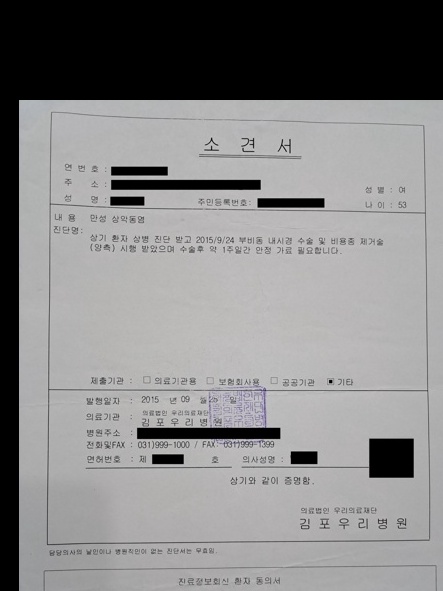 소 견 서
연 번 호 :
주 소 :
성 별 : 여
성 명 :
주민등록번호:
나 이 : 53
내 용 만성 상악동염
진단명:
상기 환자 상병 진단 받고 2015/9/24 부비동 내시경 수술 및 비용종 제거술
(양측) 시행 받았으며 수술후 약 1주일간 안정 가료 필요합니다.
제출기관 : □ 의료기관용 □ 보험회사용 □ 공공기관 ■ 기타
발행일자 : 2015 년 09 월 일
의료기관 : 의료법인 우리의료재단
김 포 우 리 병 원
병원주소 :
전화및FAX : 031)999-1000 / FAX: 031)999-1399
면허번호 : 제 호 의사성명 :
상기와 같이 증명함.
의료법인 우리의료재단
김 포 우 리 병 원
담당의사의 날인이나 병원직인이 없는 진단서는 무효임.
진료정보회신 환자 동의서